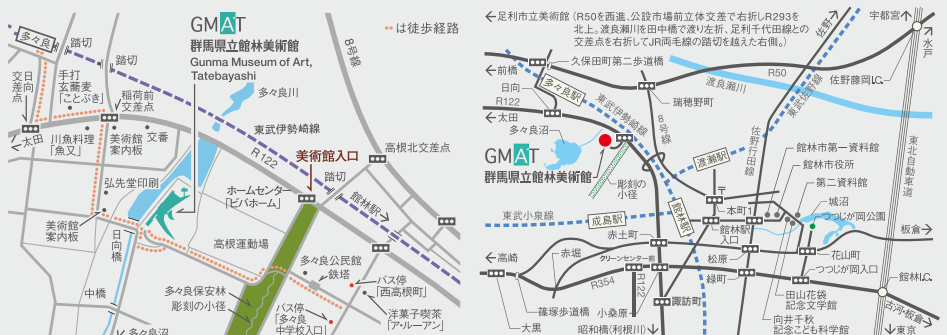 GMAT
群馬県立館林美術館
Gunma Museum of Art,
Tatebayashi
は徒歩経路
多々良
踏切
踏切
8号線
交差点
日向
手打
玄蕎麦
「ことぶき」
稲荷前
交差点
多々良川
東武伊勢崎線
R122
太田
川魚料理
「魚又」
美術館
案内板
交番
美術館入口
高根北交差点
踏切
館林駅
弘先堂印刷
ホームセンター
「ビバホーム」
美術館
案内板
日向橋
高根運動場
中橋
多々良保安林
彫刻の小径
多々良公民館
鉄塔
バス停
「西高根町」
バス停
「多々良
中学校入口」
洋菓子喫茶
「ア・ルーアン」
多々良沼
足利市立美術館（R50を西進、公設市場前立体交差で右折しR293を
北上。渡良瀬川を田中橋で渡り左折、足利千代田線との
交差点を右折してJR両毛線の踏切を越えた右側。）
佐野
宇都宮
水戸
前橋
久保田町第二歩道橋
多々良駅
日向
R122
太田
多々良沼
東武伊勢崎線
渡良瀬川
R50
瑞穂野町
8号線
東武佐野線
佐野藤岡I.C.
東北自動車道
佐野行田線
GMAT
群馬県立館林美術館
彫刻の
小径
渡瀬駅
館林市第一資料館
館林市役所
第二資料館
城沼
つつじが岡公園
本町1
館林駅
入口
館林駅
東武小泉線
成島駅
赤土町
板倉
花山町
つつじが岡入口
松原
緑町
高崎
赤堀
クリーンセンター前
R354
R122
諏訪町
篠塚歩道橋
小桑原
大黒
昭和橋（利根川）
田山花袋
記念文学館
向井千秋
記念こども科学館
館林I.C.
古河・板倉
東京